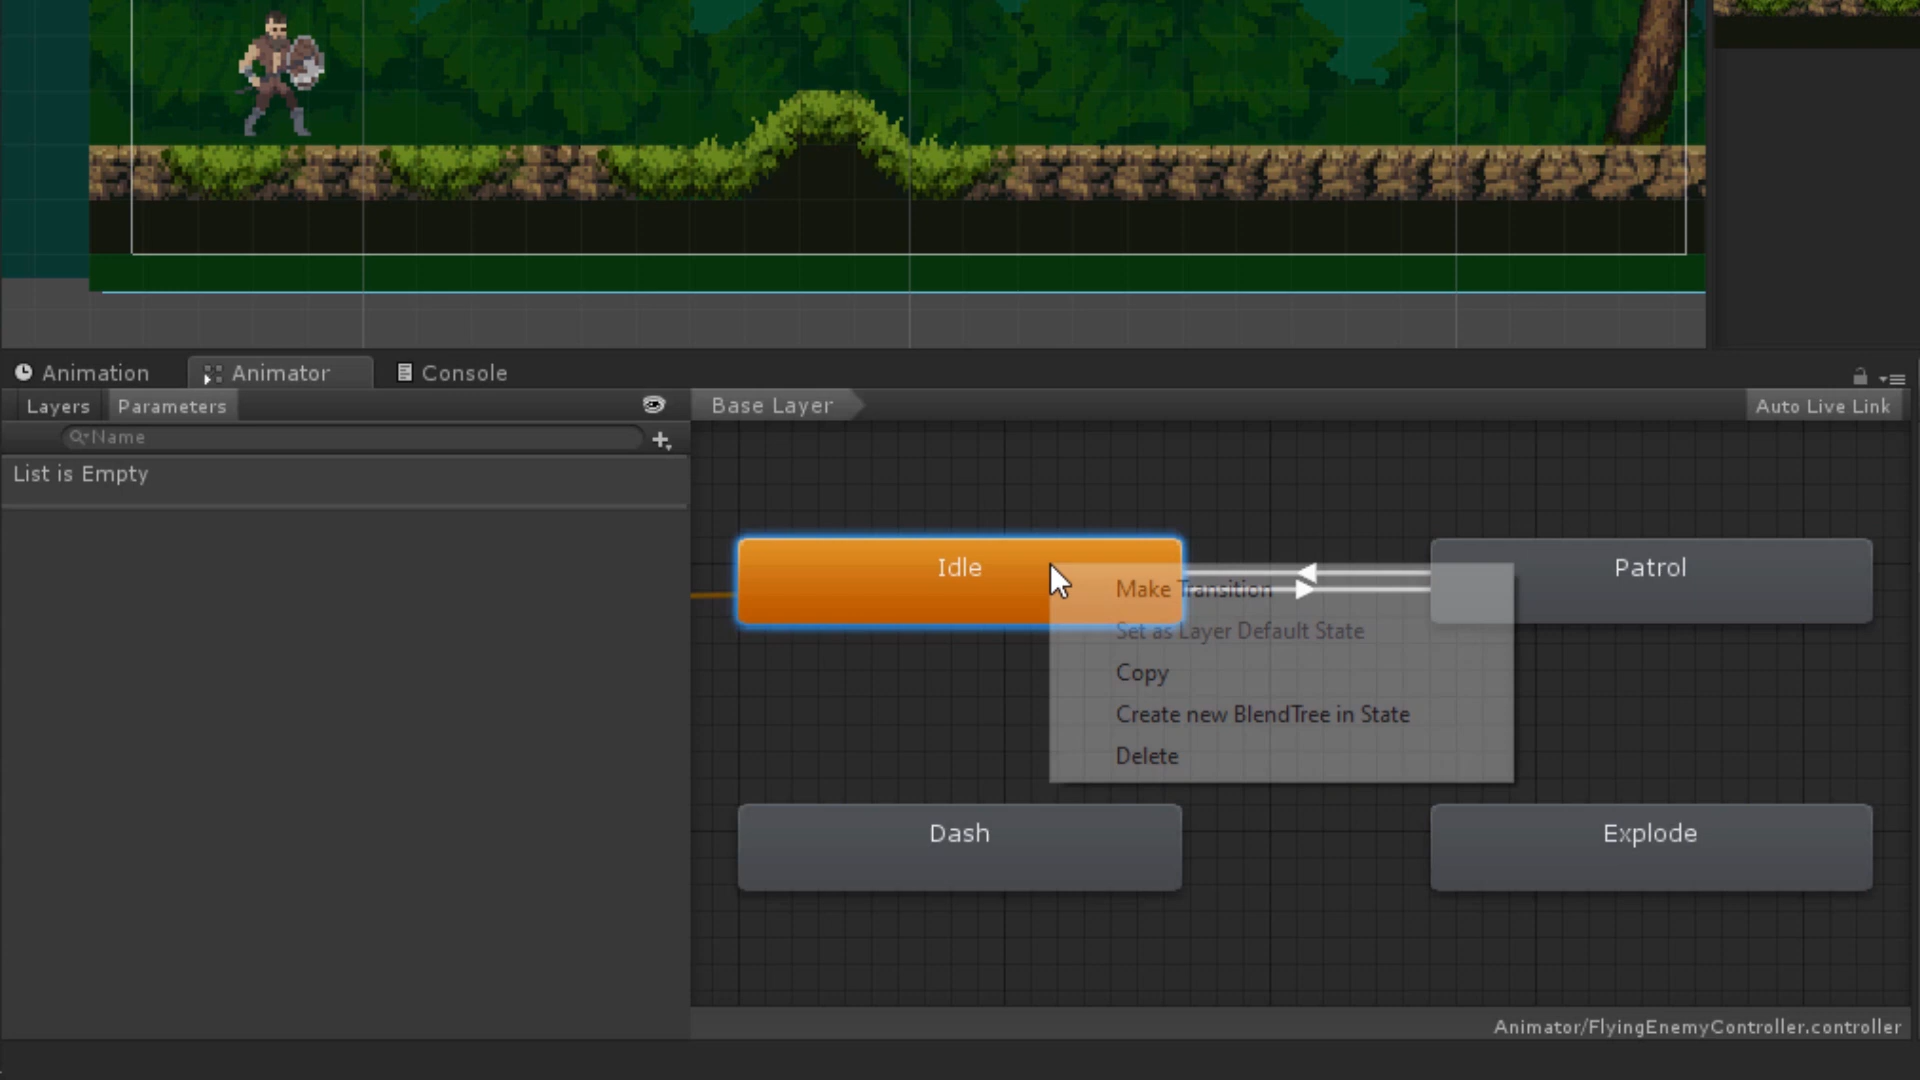 Animation
Animator
Console
Layers
Parameters
Base Layer
Auto Live Link
Name
List is Empty
Idle
Patrol
Make Transition
Set as Layer Default State
Copy
Create new BlendTree in State
Delete
Dash
Explode
Animator/FlyingEnemyController.controller